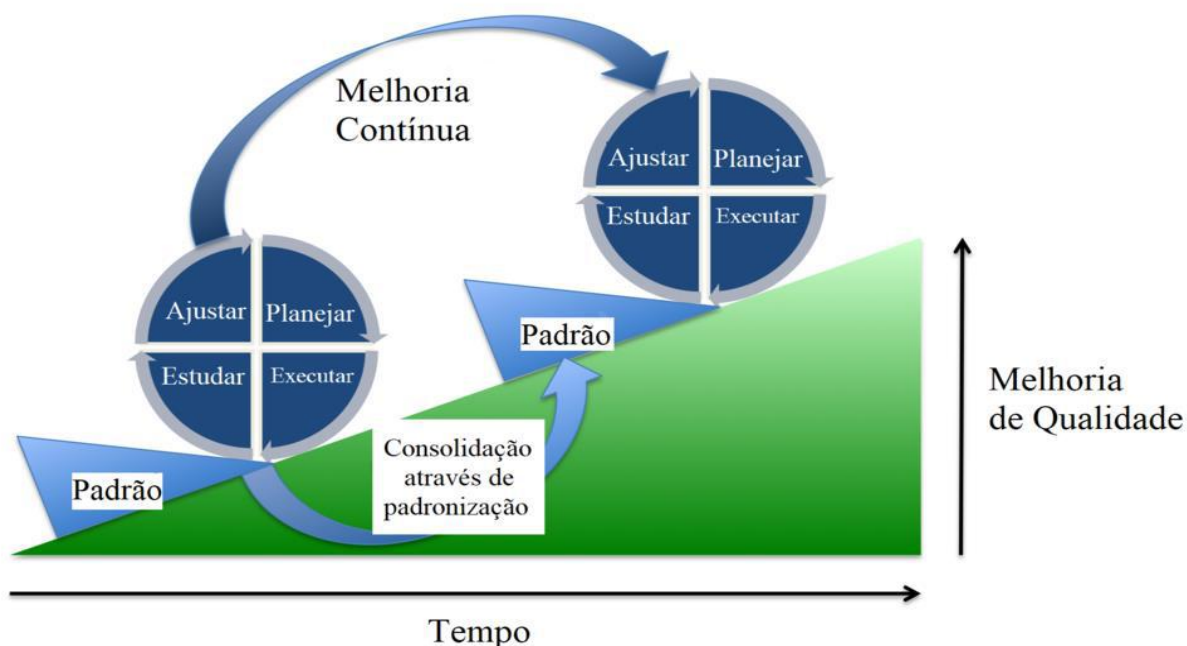 Melhoria
Contínua
Ajustar Planejar
Estudar Executar
Ajustar Planejar
Estudar Executar
Padrão
Padrão
Consolidação
através de
padronização
Melhoria
de Qualidade
Tempo